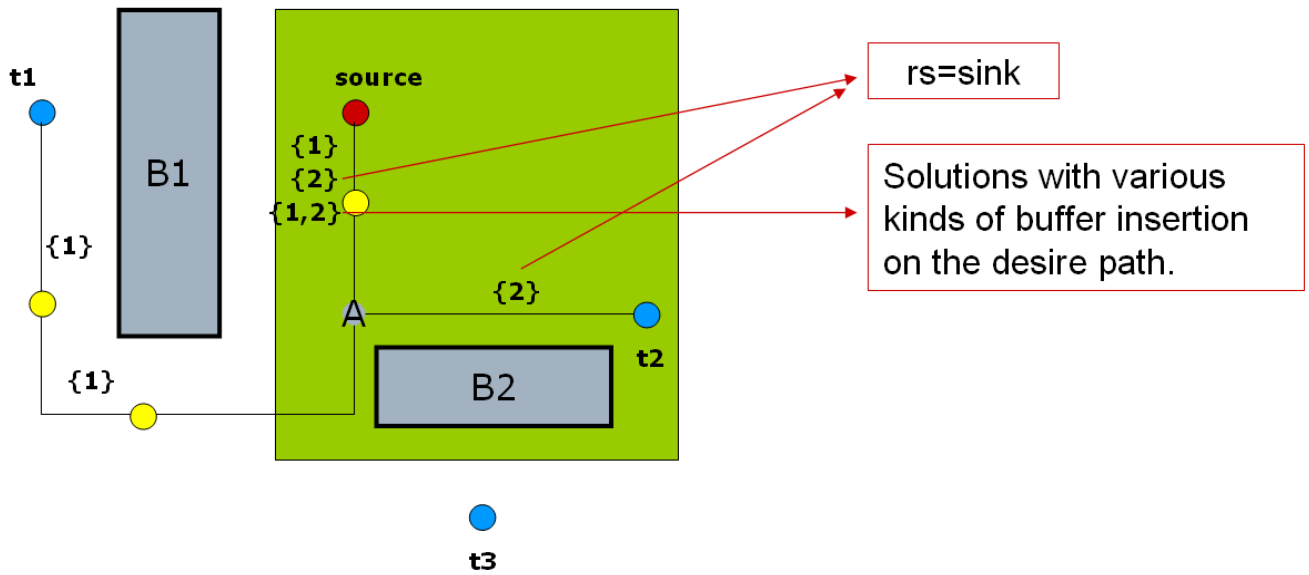 t1
B1
source
{1}
{2}
{1,2}
rs=sink
Solutions with various
kinds of buffer insertion
on the desire path.
{1}
{2}
A
t2
{1}
B2
t3